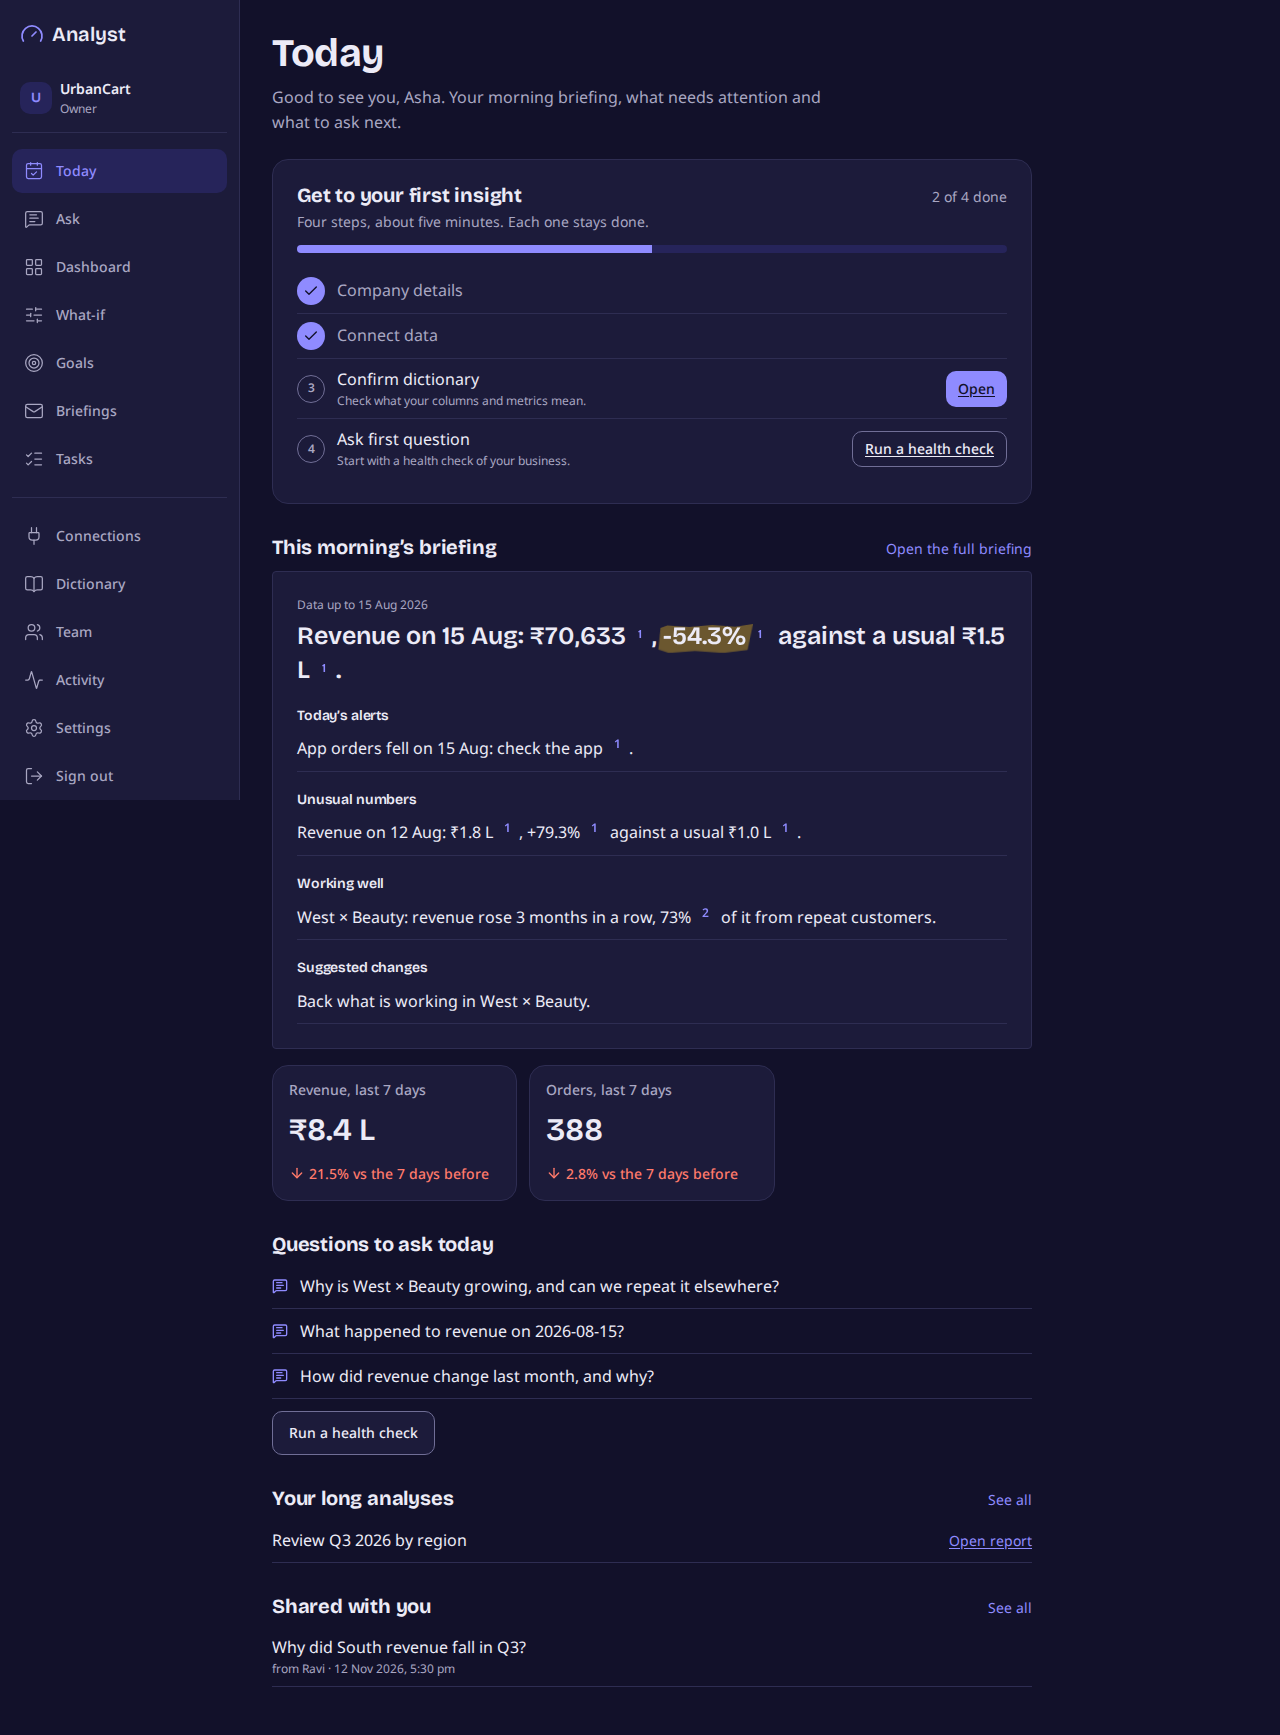 Analyst
U
UrbanCart
Owner
Today
Ask
Dashboard
What-if
Goals
Briefings
Tasks
Connections
Dictionary
Team
Activity
Settings
Sign out
Today
Good to see you, Asha. Your morning briefing, what needs attention and
what to ask next.
Get to your first insight
2 of 4 done
Four steps, about five minutes. Each one stays done.
Company details
Connect data
3
Confirm dictionary
Check what your columns and metrics mean.
Open
4
Ask first question
Start with a health check of your business.
Run a health check
This morning's briefing
Open the full briefing
Data up to 15 Aug 2026
Revenue on 15 Aug: ₹70,633 1 , -54.3% 1 against a usual ₹1.5
L 1 .
Today's alerts
App orders fell on 15 Aug: check the app 1 .
Unusual numbers
Revenue on 12 Aug: ₹1.8 L 1 , +79.3% 1 against a usual ₹1.0 L 1 .
Working well
West × Beauty: revenue rose 3 months in a row, 73% 2 of it from repeat customers.
Suggested changes
Back what is working in West × Beauty.
Revenue, last 7 days
₹8.4 L
↓ 21.5% vs the 7 days before
Orders, last 7 days
388
↓ 2.8% vs the 7 days before
Questions to ask today
Why is West × Beauty growing, and can we repeat it elsewhere?
What happened to revenue on 2026-08-15?
How did revenue change last month, and why?
Run a health check
Your long analyses
See all
Review Q3 2026 by region
Open report
Shared with you
See all
Why did South revenue fall in Q3?
from Ravi · 12 Nov 2026, 5:30 pm